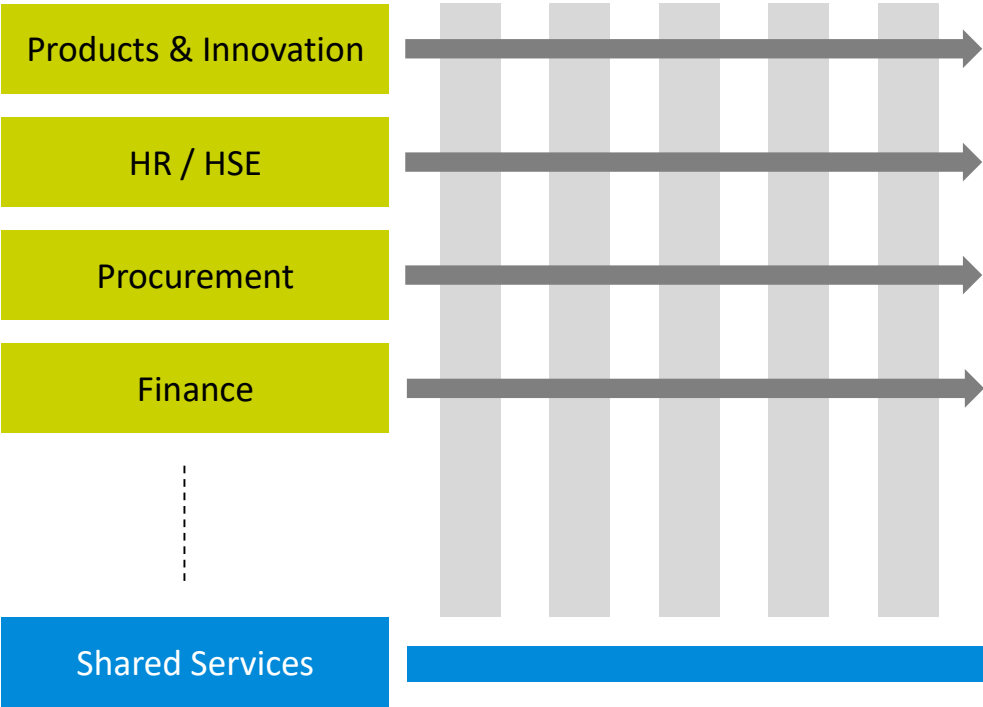 Products & Innovation
HR / HSE
Procurement
Finance
Shared Services